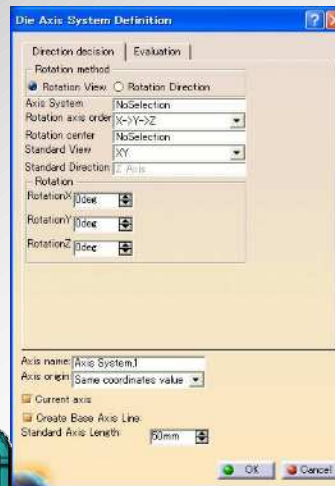 Die Axis System Definition
Direction decision Evaluation
Rotation method
Rotation View Rotation Direction
Axis System NoSelection
Rotation axis order X->Y->Z
Rotation center NoSelection
Standard View XY
Standard Direction Z Axis
Rotation
RotationX 0deg
RotationY 0deg
RotationZ 0deg
Axis name: Axis System.1
Axis origin Same coordinates value
Current axis
Create Base Axis Line
Standard Axis Length 50mm
OK Cancel